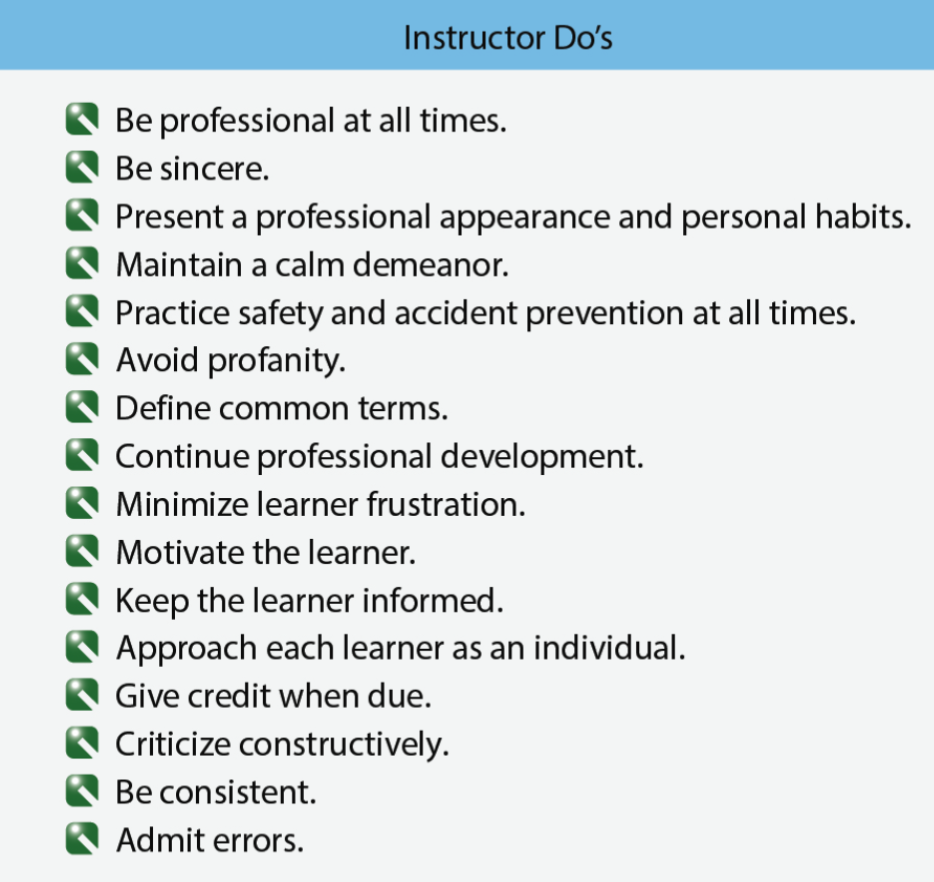 Instructor Do’s
Be professional at all times.
Be sincere.
Present a professional appearance and personal habits.
Maintain a calm demeanor.
Practice safety and accident prevention at all times.
Avoid profanity.
Define common terms.
Continue professional development.
Minimize learner frustration.
Motivate the learner.
Keep the learner informed.
Approach each learner as an individual.
Give credit when due.
Criticize constructively.
Be consistent.
Admit errors.